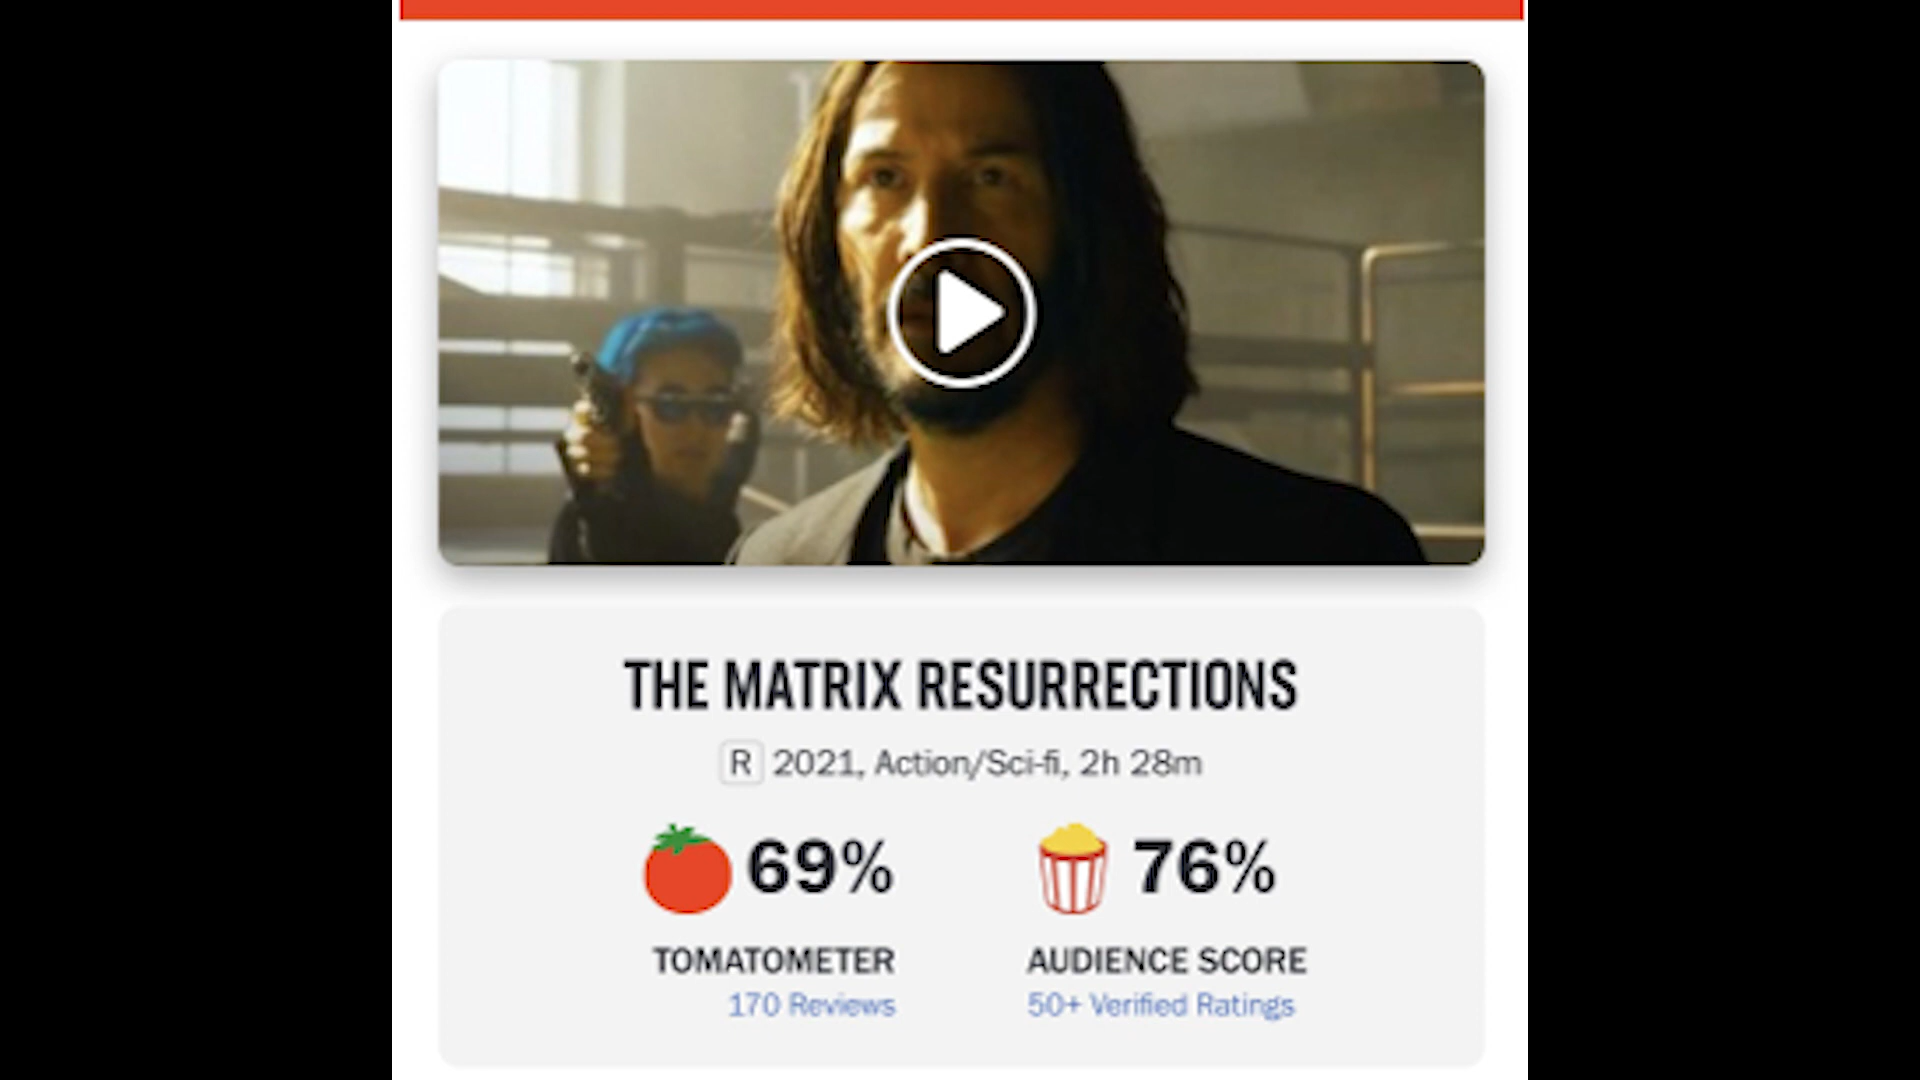 THE MATRIX RESURRECTIONS
R 2021, Action/Sci-fi, 2h 28m
69% 76%
TOMATOMETER AUDIENCE SCORE
170 Reviews 50+ Verified Ratings